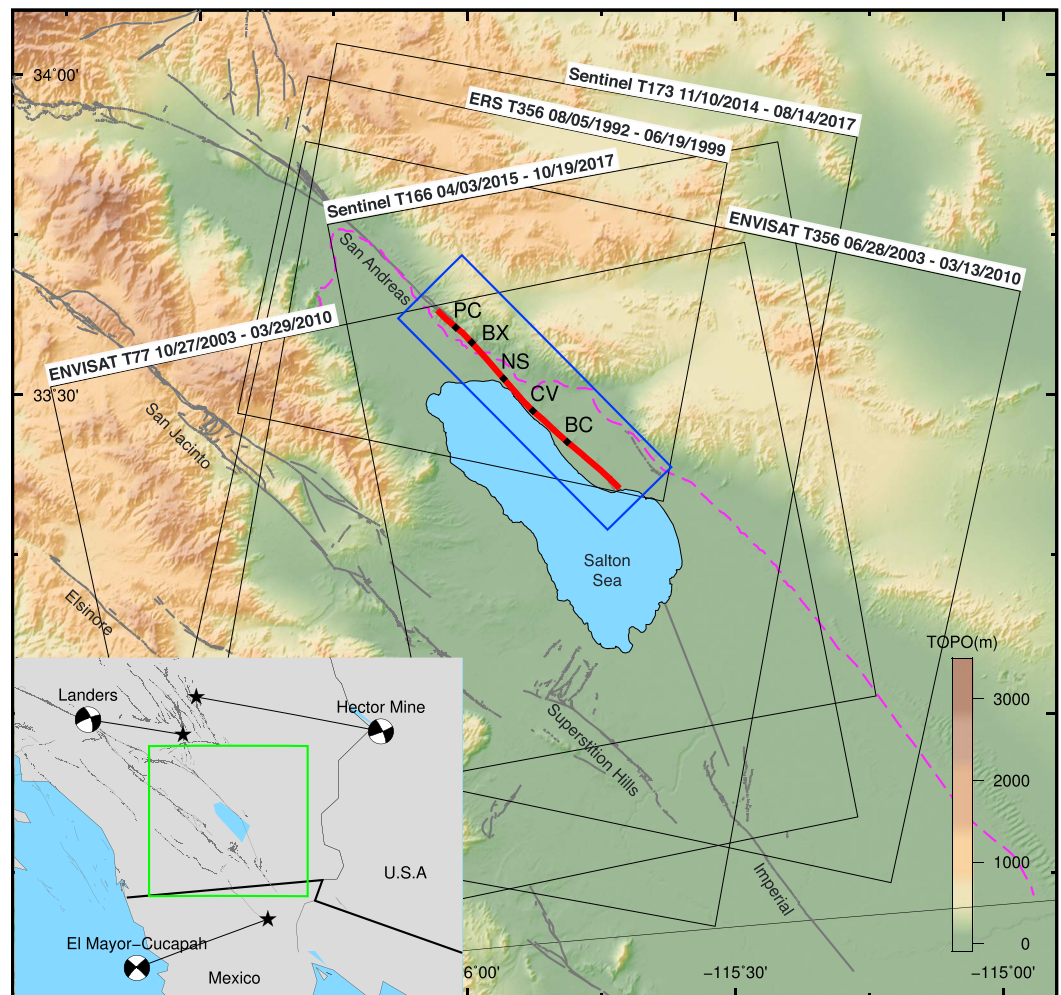 34°00'
Sentinel T173 11/10/2014 - 08/14/2017
ERS T356 08/05/1992 - 06/19/1999
Sentinel T166 04/03/2015 - 10/19/2017
ENVISAT T356 06/28/2003 - 03/13/2010
San Andreas
PC
BX
ENVISAT T77 10/27/2003 - 03/29/2010
NS
33°30'
CV
San Jacinto
BC
Salton
Sea
Elsinore
TOPO(m)
3000
2000
1000
0
Landers
Hector Mine
Superstition Hills
U.S.A
Imperial
El Mayor–Cucapah
Mexico
6°00'
−115°30'
−115°00'